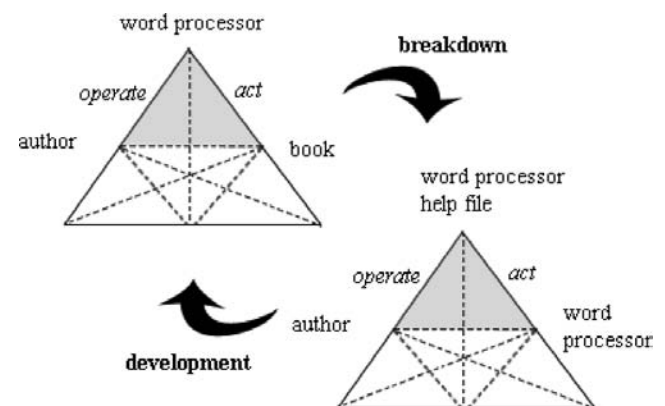 word processor
breakdown
operate
act
author
book
word processor
help file
operate
act
author
word
processor
development